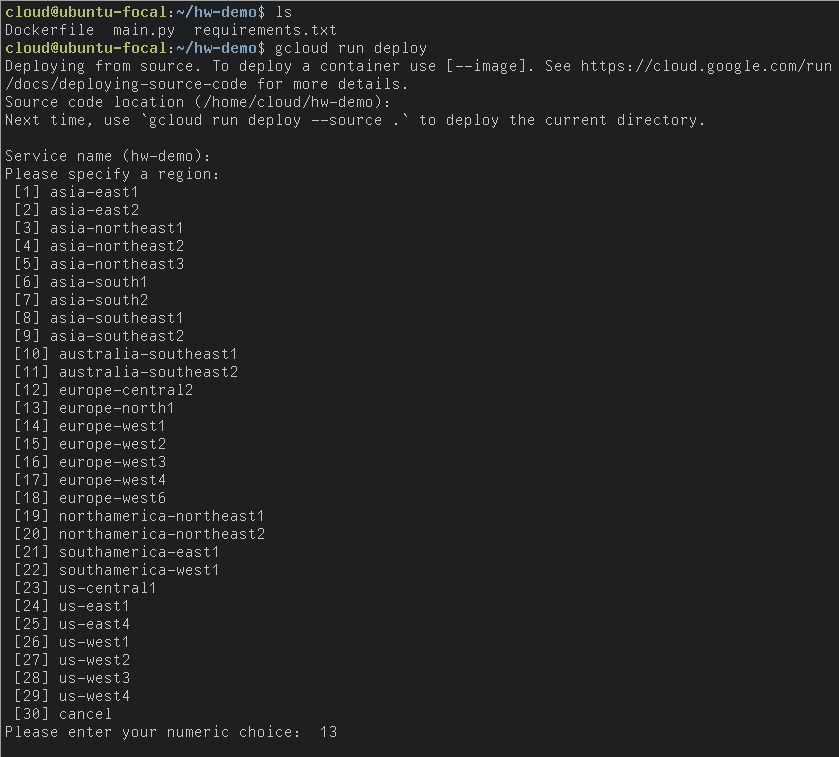 cloud@ubuntu-focal:~/hw-demo$ ls
Dockerfile  main.py  requirements.txt
cloud@ubuntu-focal:~/hw-demo$ gcloud run deploy
Deploying from source. To deploy a container use [--image]. See https://cloud.google.com/run
/docs/deploying-source-code for more details.
Source code location (/home/cloud/hw-demo):
Next time, use `gcloud run deploy --source .` to deploy the current directory.

Service name (hw-demo):
Please specify a region:
 [1] asia-east1
 [2] asia-east2
 [3] asia-northeast1
 [4] asia-northeast2
 [5] asia-northeast3
 [6] asia-south1
 [7] asia-south2
 [8] asia-southeast1
 [9] asia-southeast2
 [10] australia-southeast1
 [11] australia-southeast2
 [12] europe-central2
 [13] europe-north1
 [14] europe-west1
 [15] europe-west2
 [16] europe-west3
 [17] europe-west4
 [18] europe-west6
 [19] northamerica-northeast1
 [20] northamerica-northeast2
 [21] southamerica-east1
 [22] southamerica-west1
 [23] us-central1
 [24] us-east1
 [25] us-east4
 [26] us-west1
 [27] us-west2
 [28] us-west3
 [29] us-west4
 [30] cancel
Please enter your numeric choice:  13